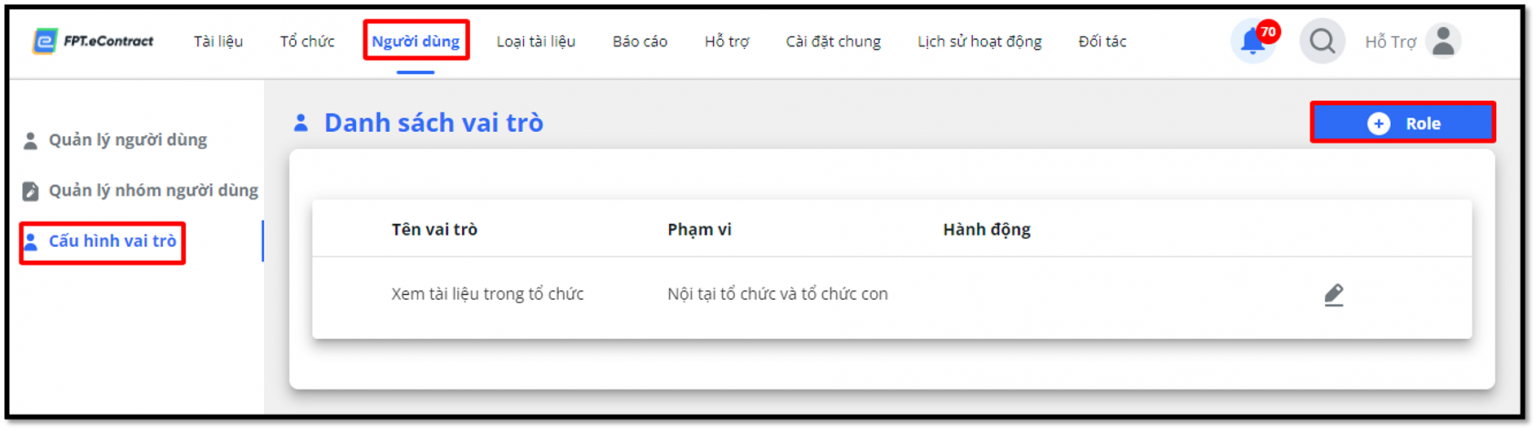 FPT.eContract Tài liệu Tổ chức Người dùng Loại tài liệu Báo cáo Hỗ trợ Cài đặt chung Lịch sử hoạt động Đối tác 70 Hỗ Trợ
Quản lý người dùng
Quản lý nhóm người dùng
Cấu hình vai trò
Danh sách vai trò Role
Tên vai trò Phạm vi Hành động
Xem tài liệu trong tổ chức Nội tại tổ chức và tổ chức con